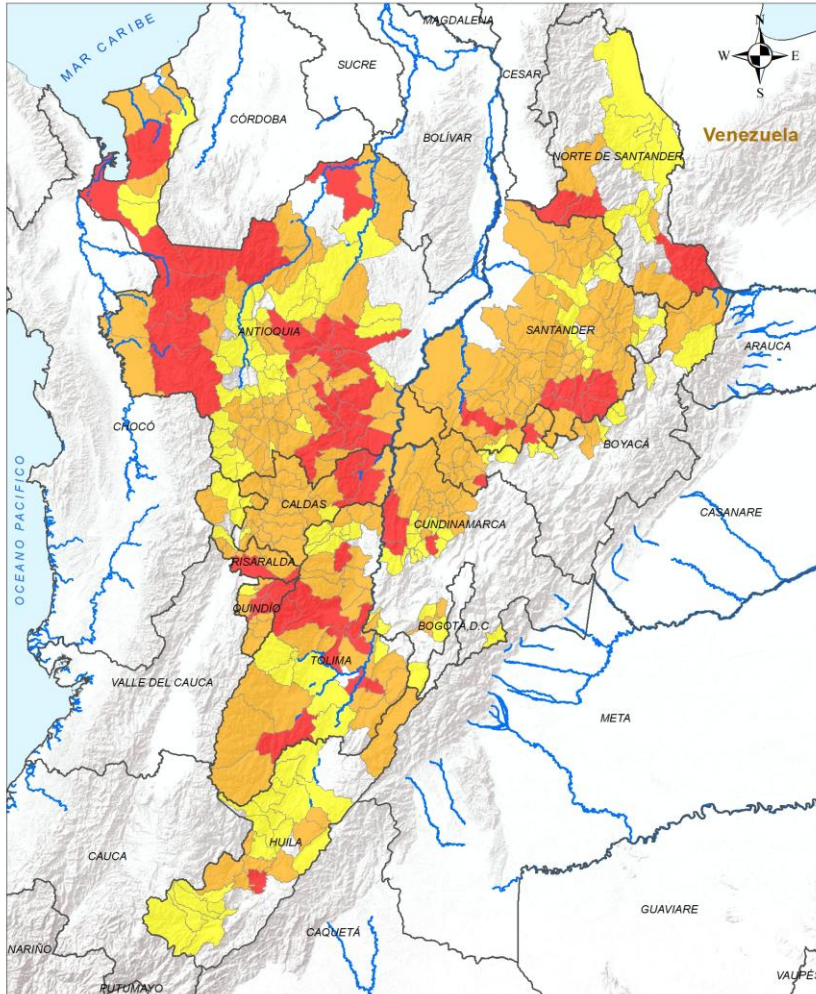 MAGDALENA
N
MAR CARIBE
SUCRE
CESAR
W
E
S
CÓRDOBA
BOLÍVAR
Venezuela
NORTE DE SANTANDER
ANTIOQUIA
SANTANDER
ARAUCA
CHOCÓ
BOYACÁ
CALDAS
CUNDINAMARCA
CASANARE
OCEANO PACIFICO
RISARALDA
QUINDÍO
BOGOTÁ, D.C
TOLIMA
VALLE DEL CAUCA
META
HUILA
CAUCA
GUAVIARE
CAQUETÁ
NARIÑO
PUTUMAYO
VAUPÉS